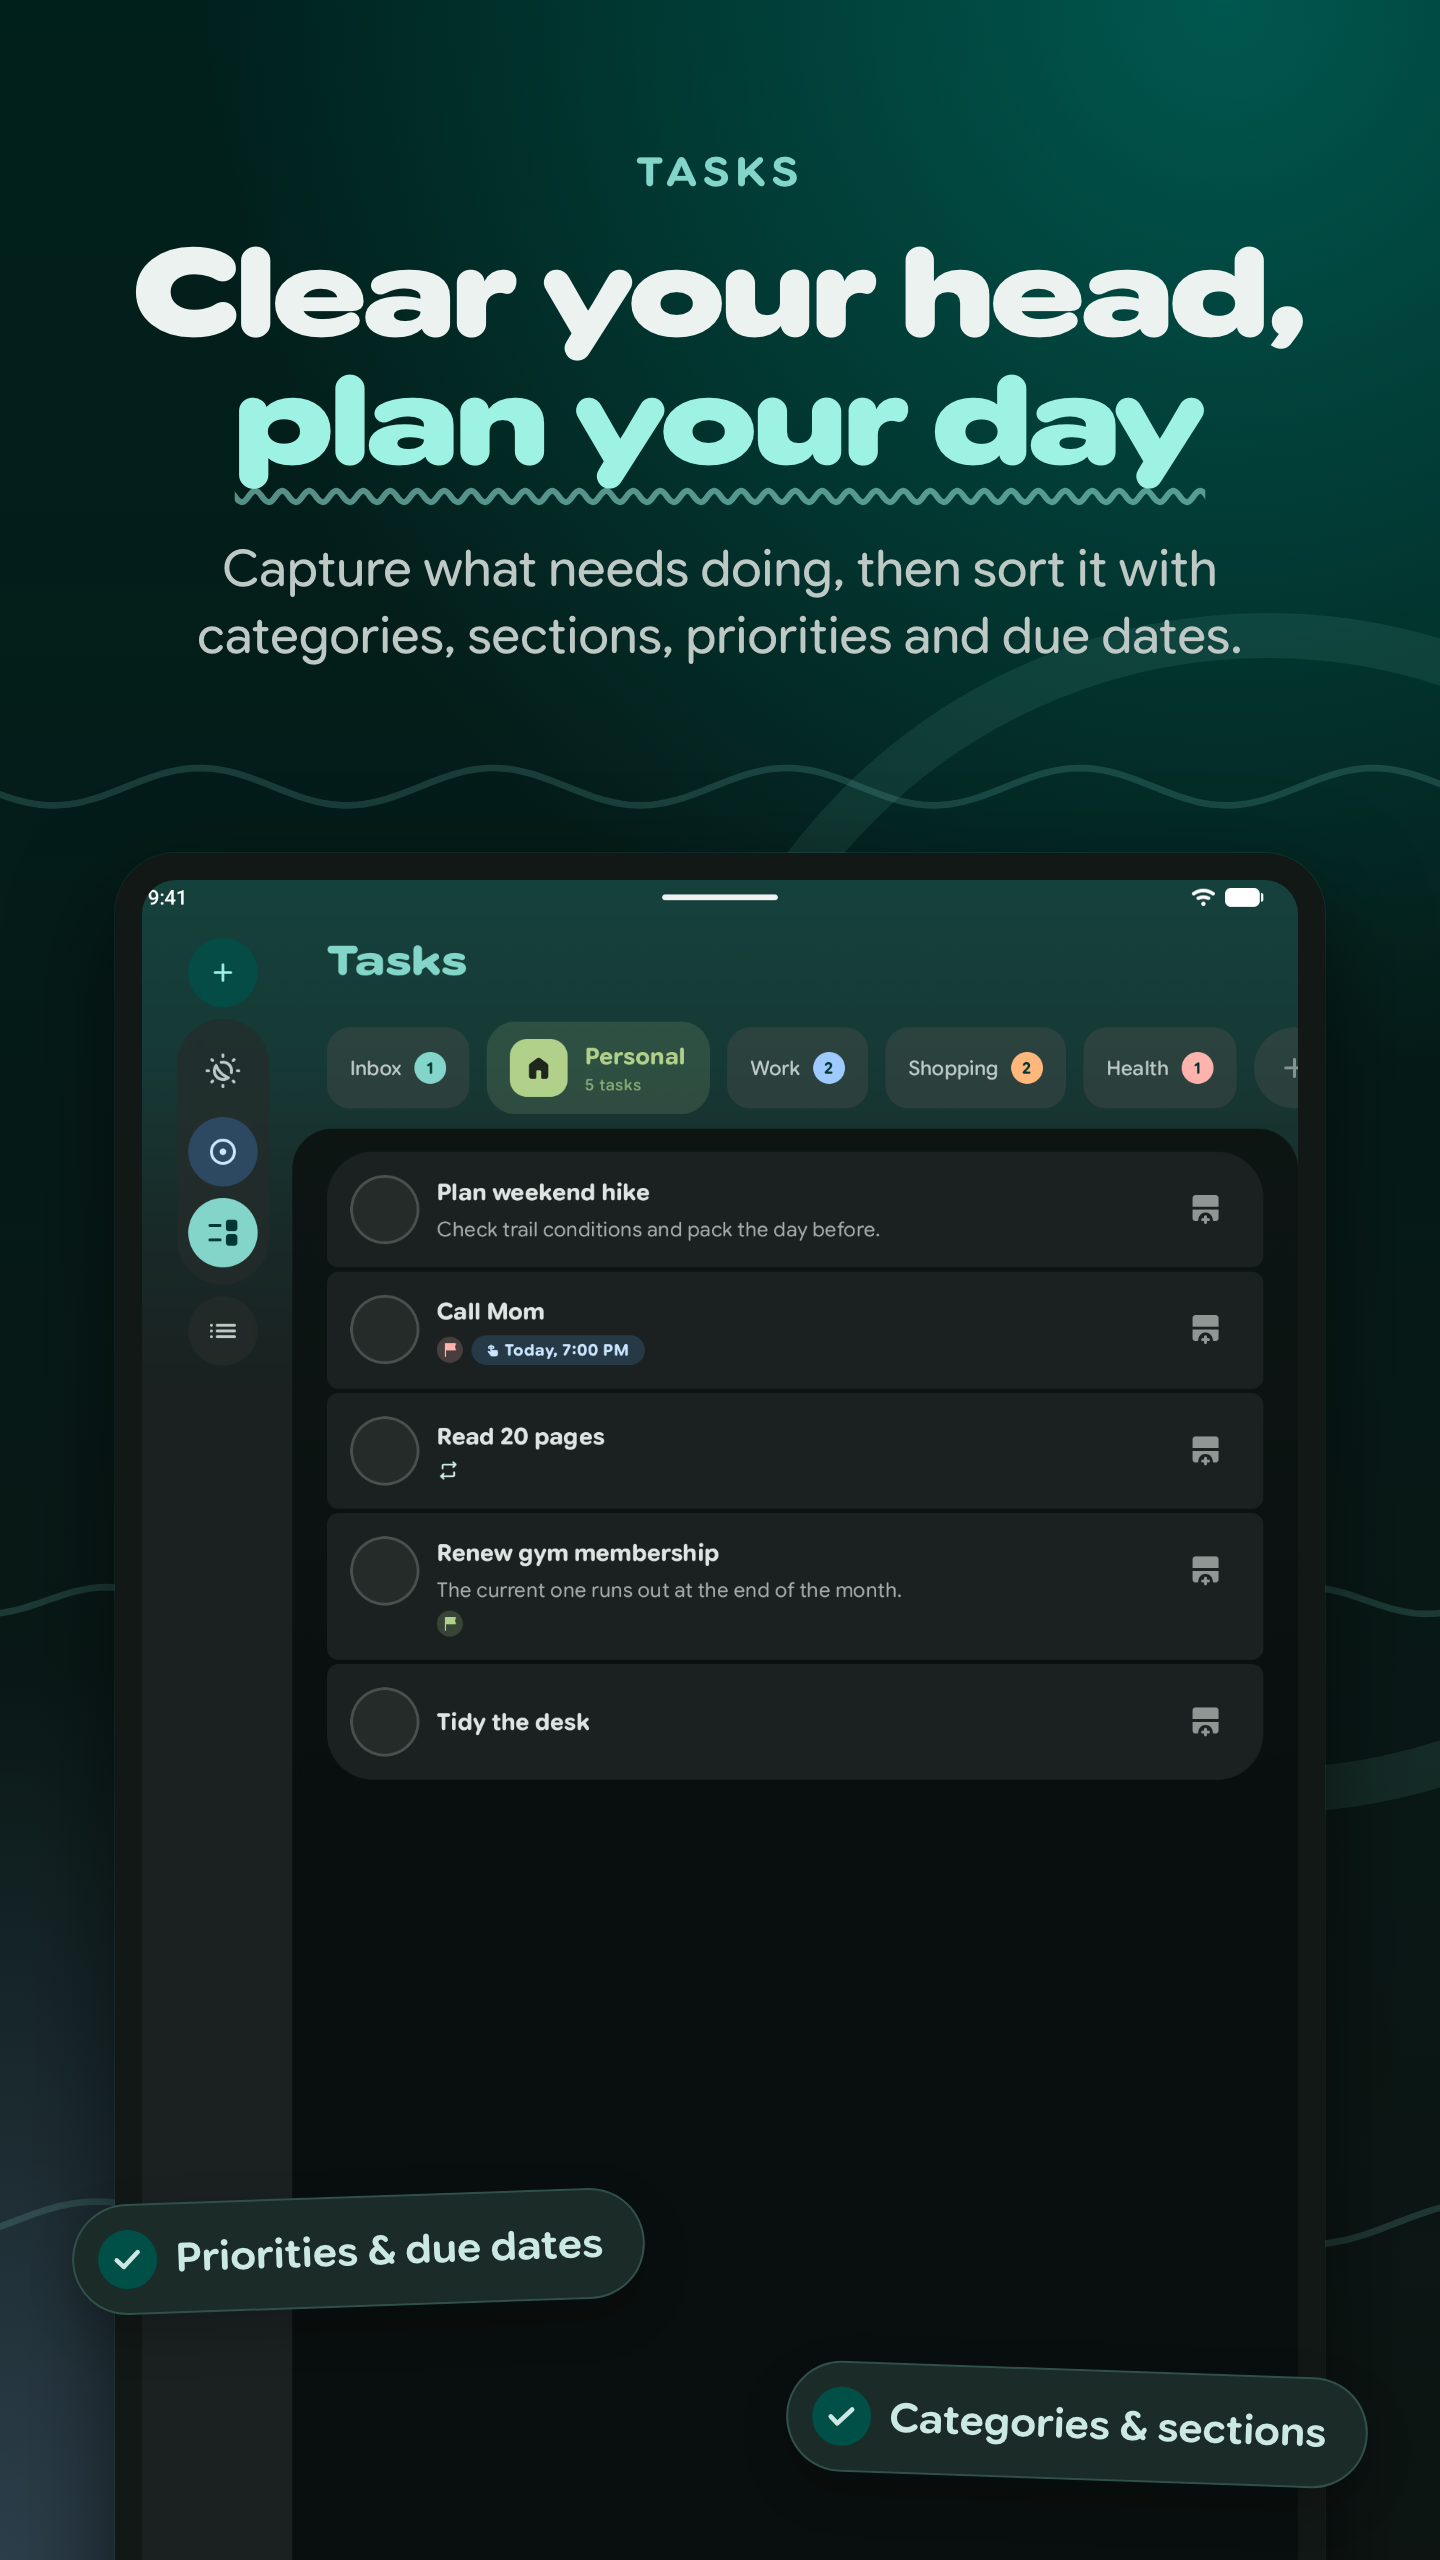 TASKS
Clear your head,
plan your day
Capture what needs doing, then sort it with
categories, sections, priorities and due dates.
9:41
Tasks
Inbox 1
Personal
5 tasks
Work 2
Shopping 2
Health 1
Plan weekend hike
Check trail conditions and pack the day before.
Call Mom
Today, 7:00 PM
Read 20 pages
Renew gym membership
The current one runs out at the end of the month.
Tidy the desk
Priorities & due dates
Categories & sections